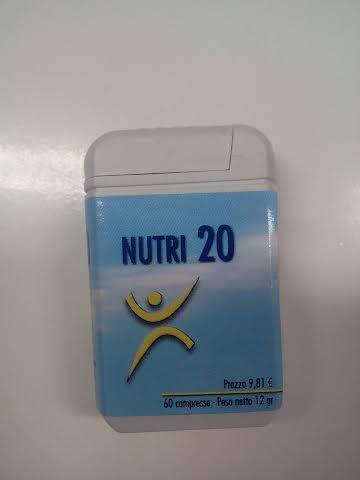 NUTRI 20
Prezzo 9,81 €
60 compresse - Peso netto 12 gr